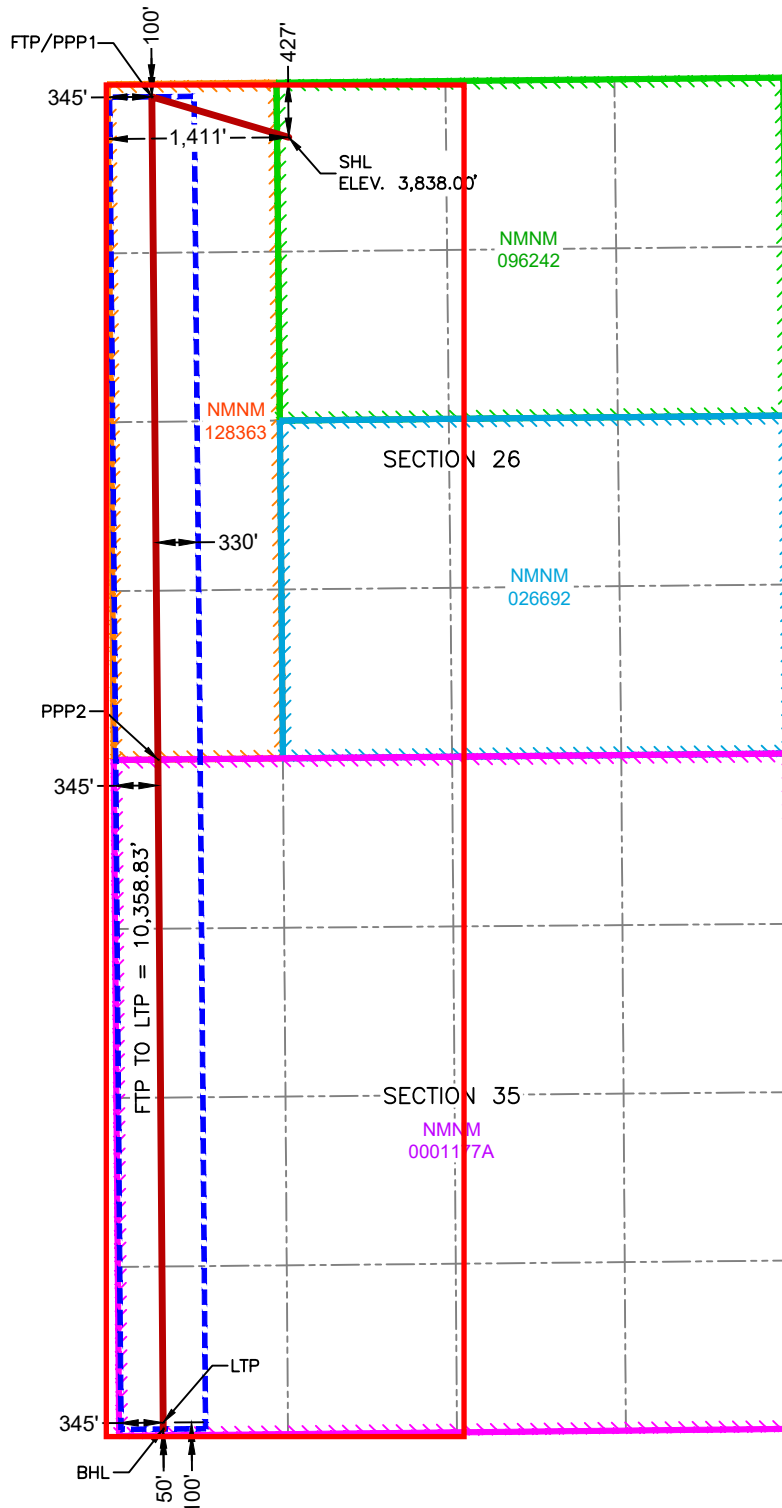 100'
427'
FTP/PPP1
345'
1,411'
SHL
ELEV. 3,838.00'
NMNM
096242
NMNM
128363
SECTION 26
330'
NMNM
026692
PPP2
345'
FTP TO LTP = 10,358.83'
SECTION 35
NMNM
0001177A
LTP
345'
BHL
50'
100'